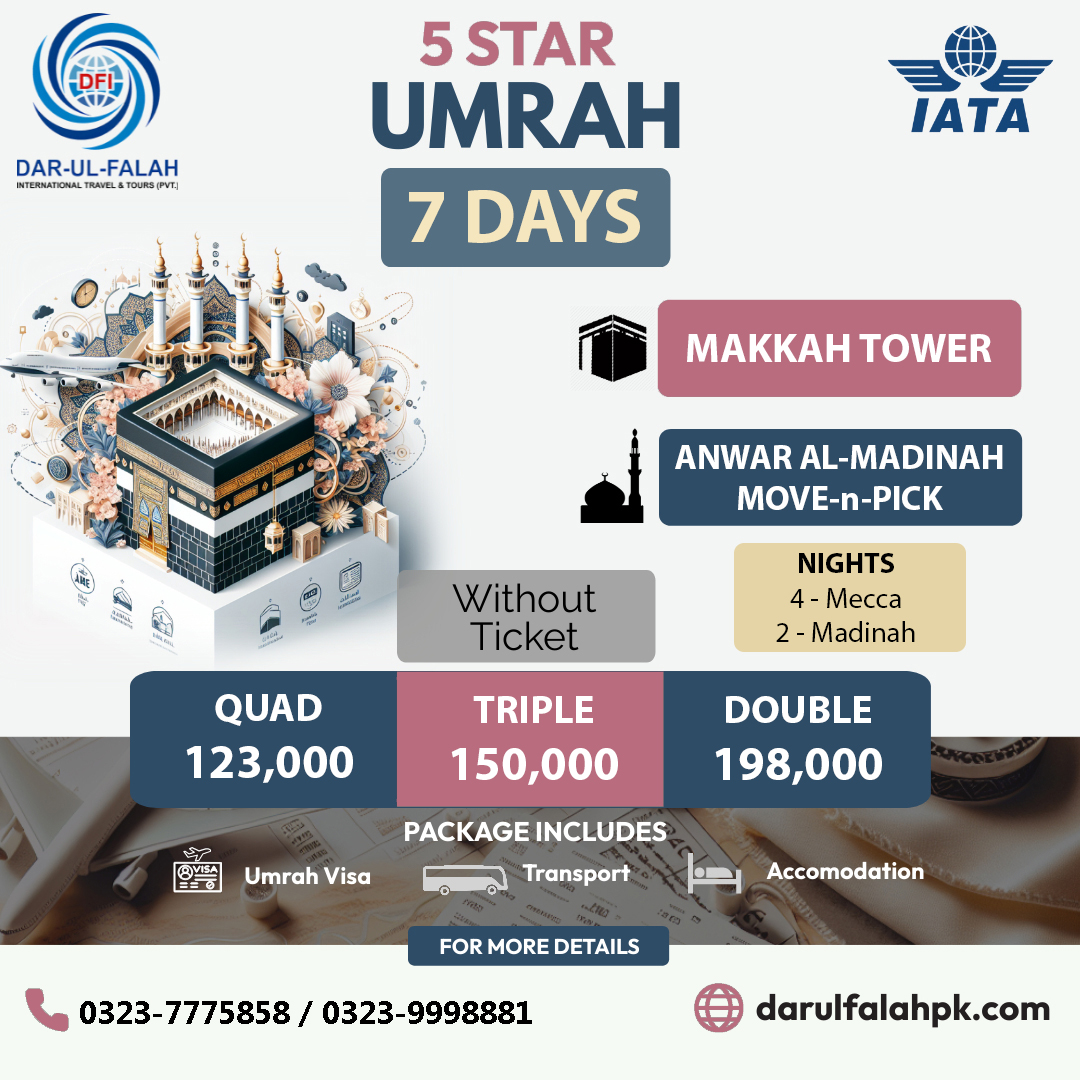 DFI
DAR-UL-FALAH
INTERNATIONAL TRAVEL & TOURS (PVT.)
5 STAR
UMRAH
7 DAYS
IATA
MAKKAH TOWER
ANWAR AL-MADINAH
MOVE-n-PICK
NIGHTS
4 - Mecca
2 - Madinah
Without
Ticket
QUAD
123,000
TRIPLE
150,000
DOUBLE
198,000
PACKAGE INCLUDES
VISA
Umrah Visa
Transport
Accomodation
FOR MORE DETAILS
0323-7775858 / 0323-9998881
darulfalahpk.com